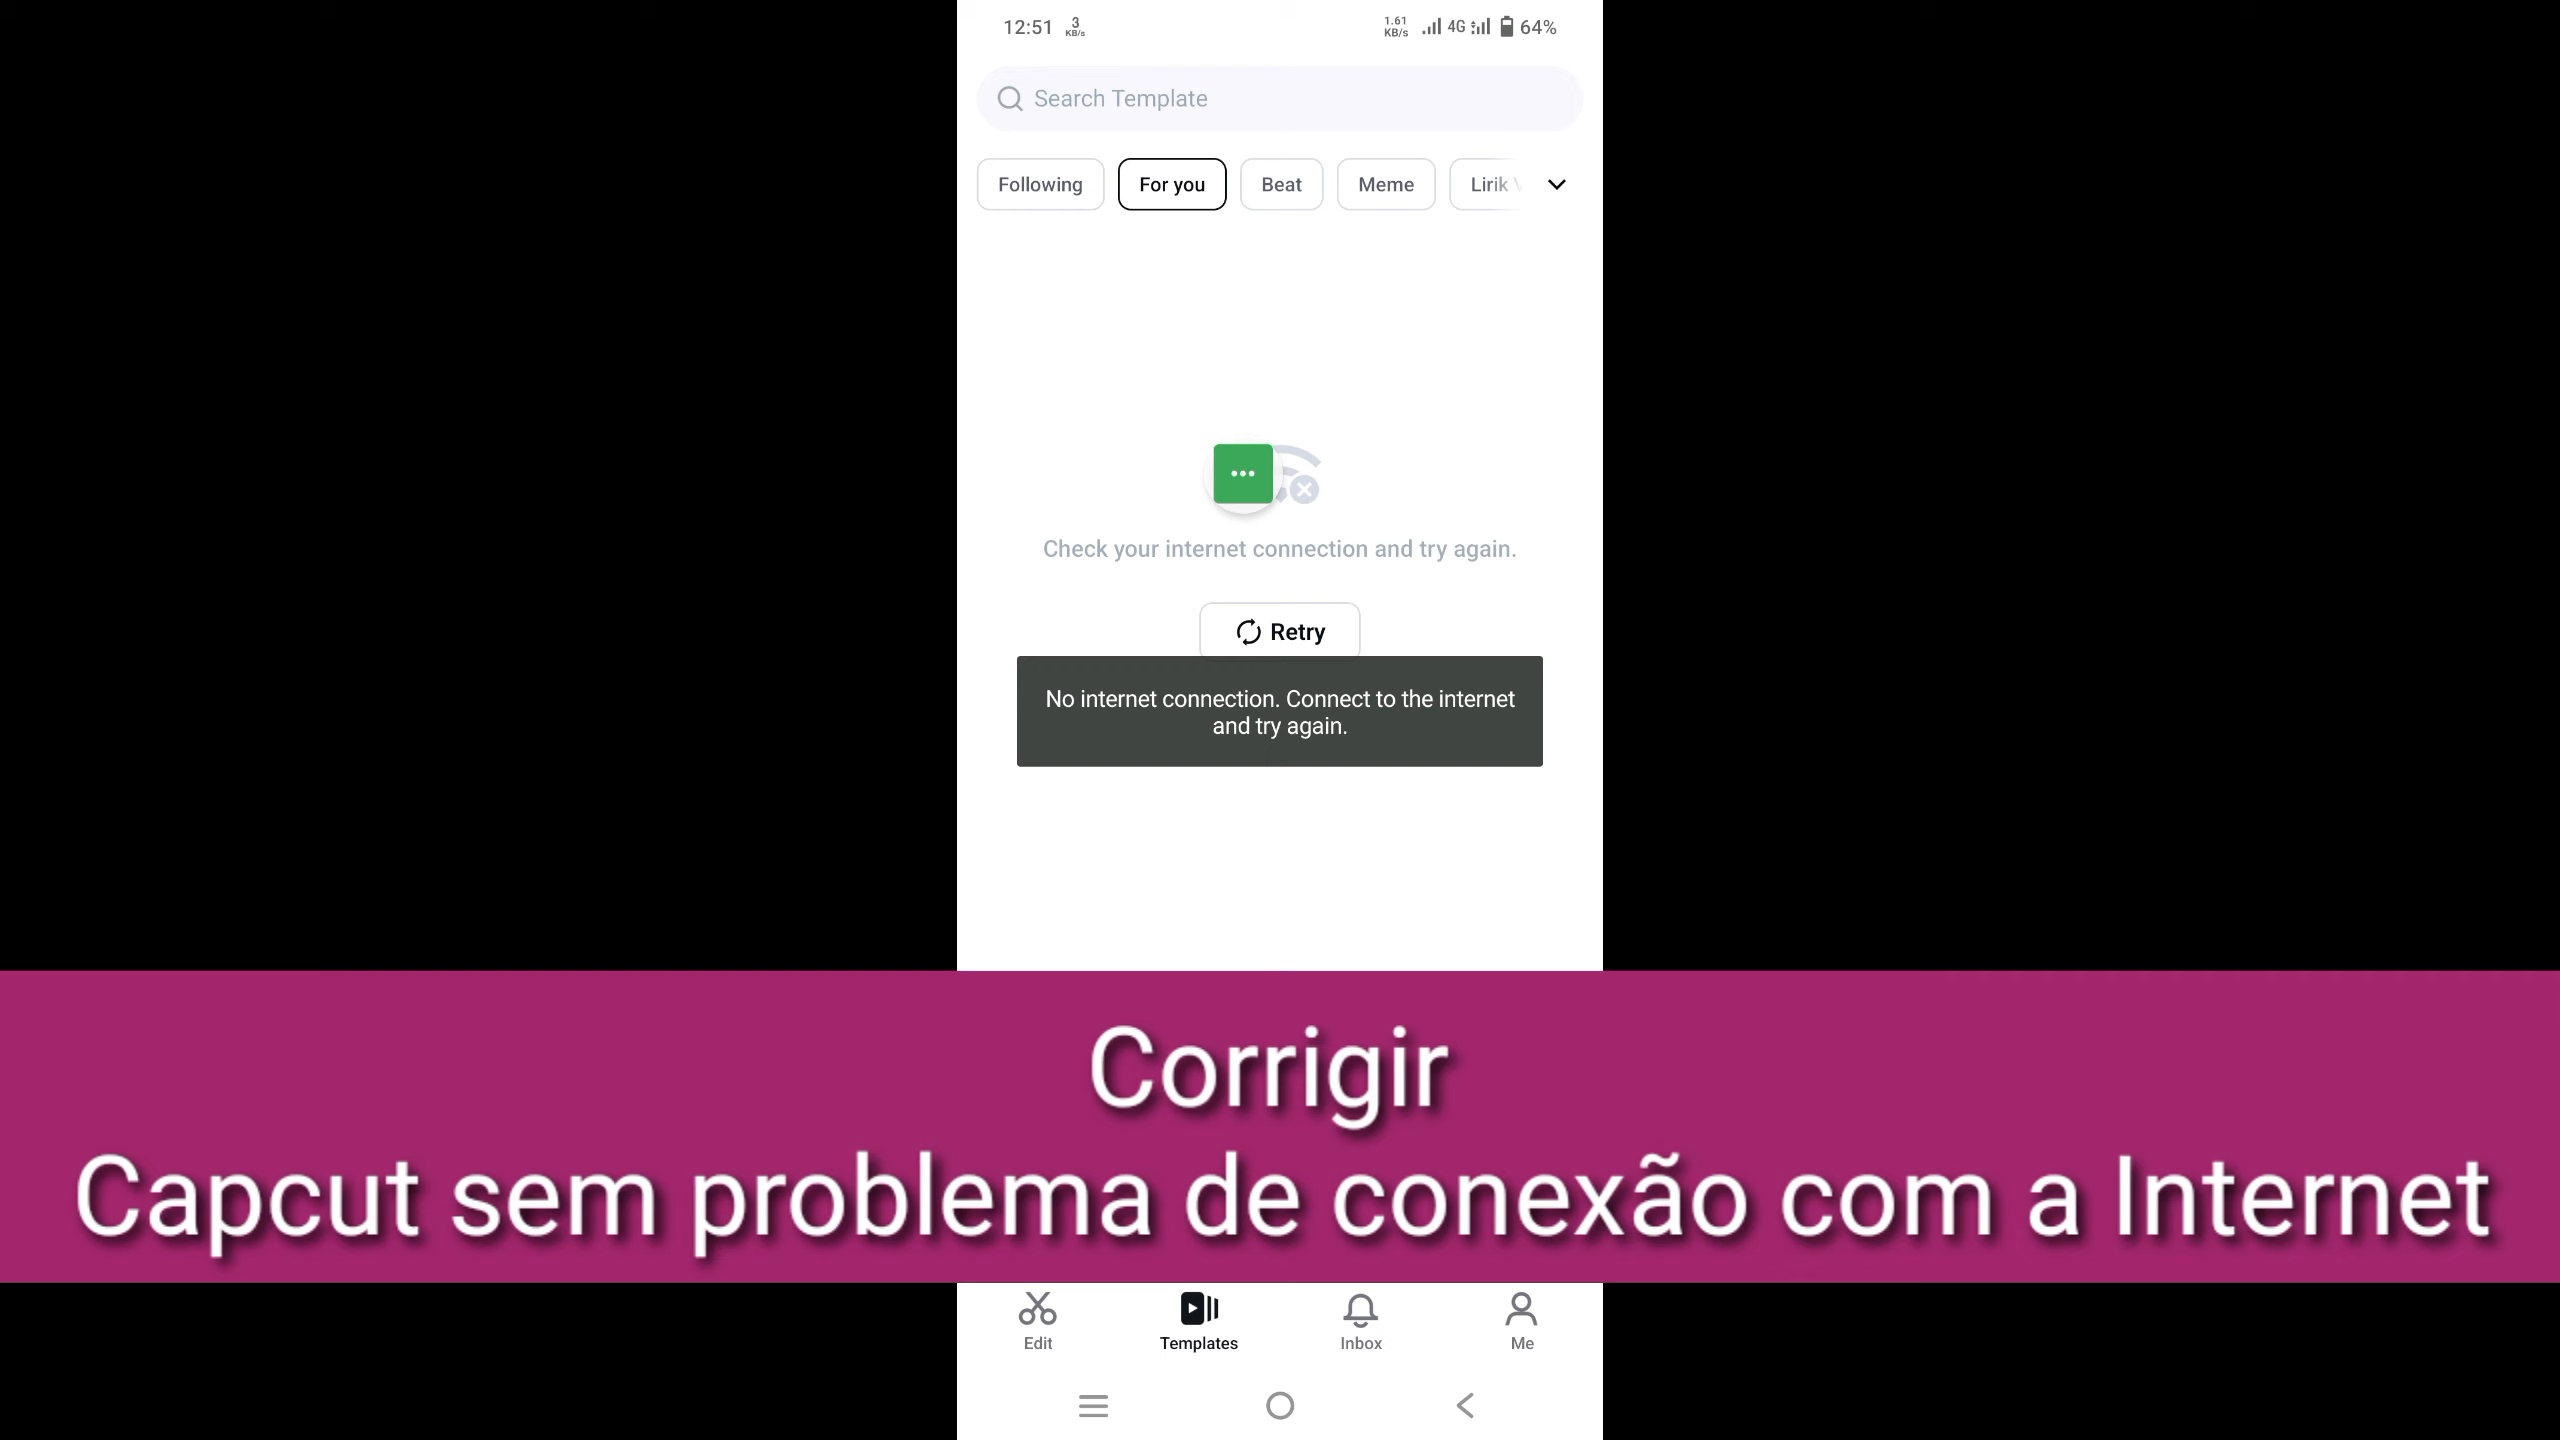 12:51 3 KB/s 1.61 KB/s 4G 64%
Search Template
Following For you Beat Meme Lirik
Check your internet connection and try again.
Retry
No internet connection. Connect to the internet
and try again.
Corrigir
Capcut sem problema de conexão com a Internet
Edit Templates Inbox Me